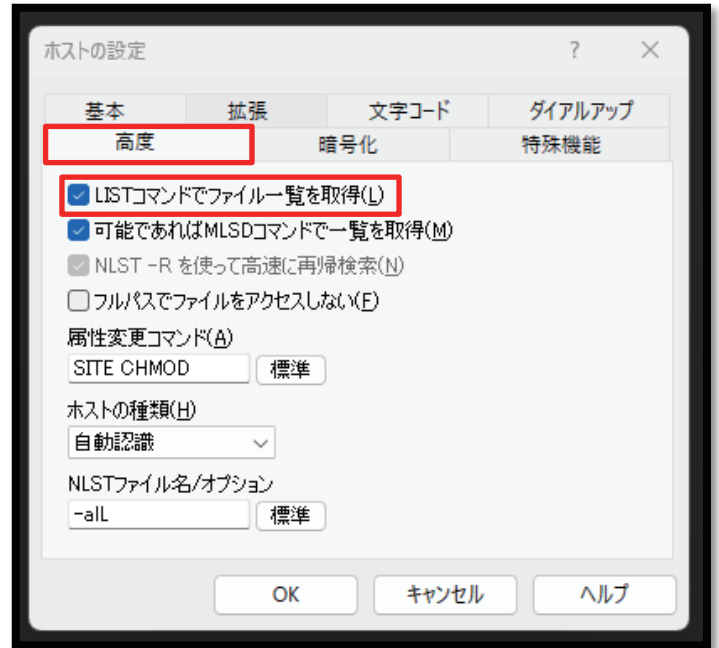 ホストの設定 ? ×
基本 拡張 文字コード ダイアルアップ
高度 暗号化 特殊機能
LISTコマンドでファイル一覧を取得(L)
可能であればMLSDコマンドで一覧を取得(M)
NLST -R を使って高速に再帰検索(N)
フルパスでファイルをアクセスしない(F)
属性変更コマンド(A)
SITE CHMOD 標準
ホストの種類(H)
自動認識
NLSTファイル名/オプション
-alL 標準
OK キャンセル ヘルプ